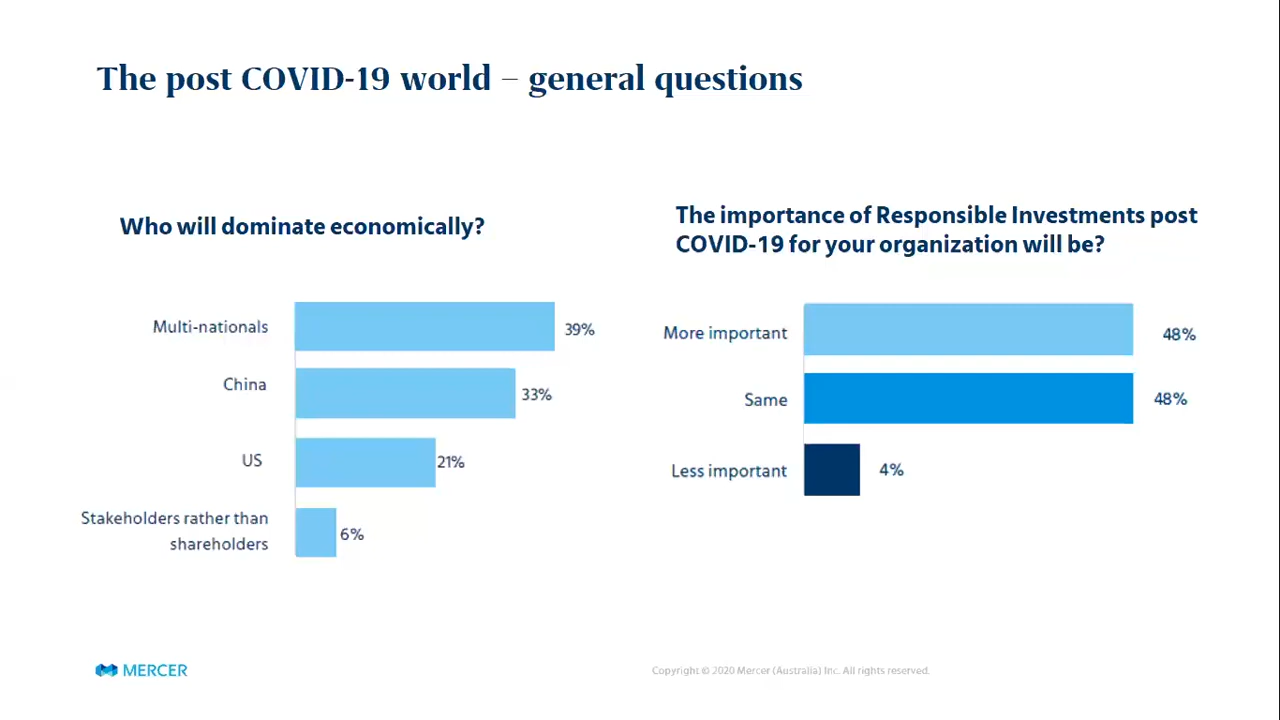 The post COVID-19 world – general questions
Who will dominate economically?
Multi-nationals
39%
China
33%
US
21%
Stakeholders rather than
shareholders
6%
The importance of Responsible Investments post
COVID-19 for your organization will be?
More important
48%
Same
48%
Less important
4%
MERCER
Copyright © 2020 Mercer (Australia) Inc. All rights reserved.